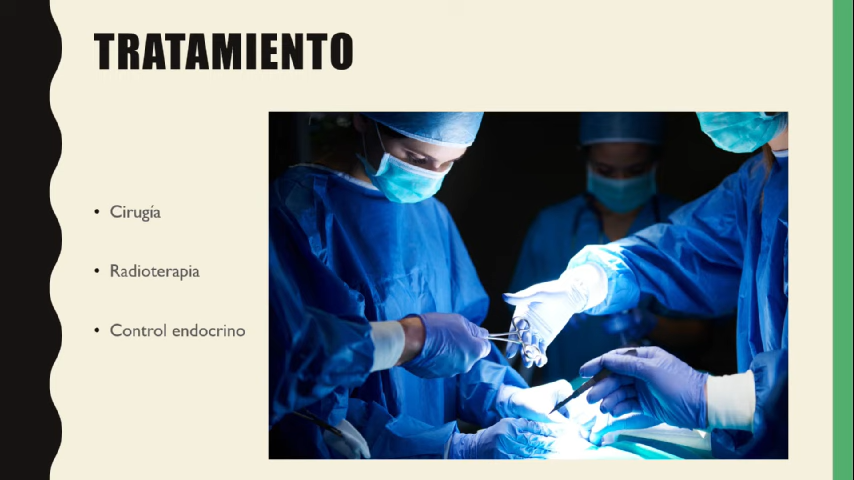 TRATAMIENTO
• Cirugía
• Radioterapia
• Control endocrino